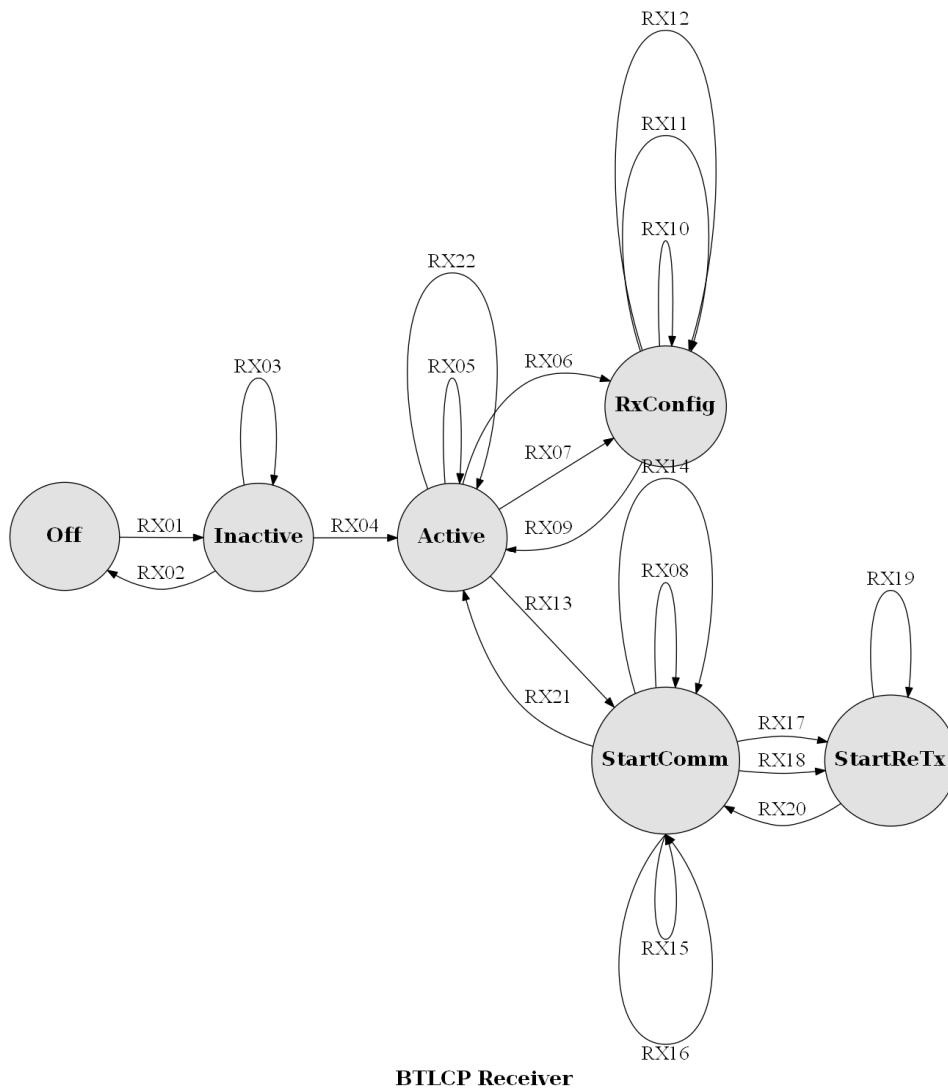 RX12
RX11
RX10
RX22
RX06
RX03
RX05
RxConfig
RX07
RX14
Off
RX01
Inactive
RX04
Active
RX09
RX02
RX08
RX19
RX13
RX21
RX17
StartComm
RX18
StartReTx
RX20
RX15
RX16
BTLCP Receiver